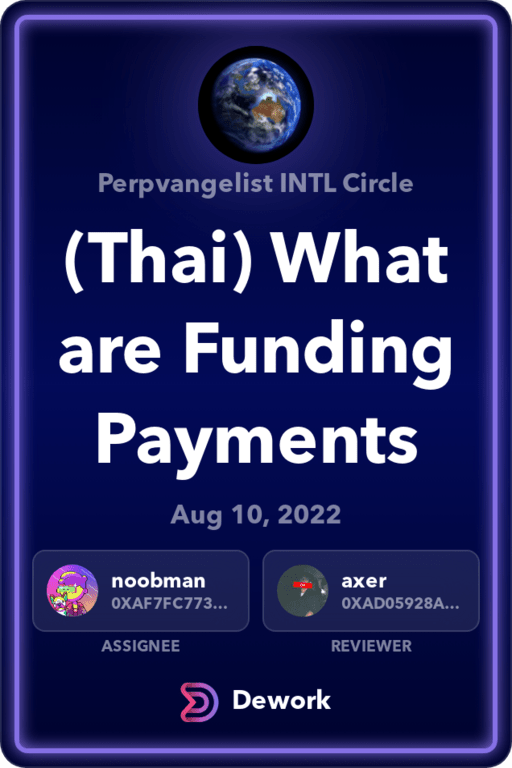 Perpvangelist INTL Circle
(Thai) What
are Funding
Payments
Aug 10, 2022
noobman
0XAF7FC773...
ASSIGNEE
axer
0XAD05928A...
REVIEWER
Dework